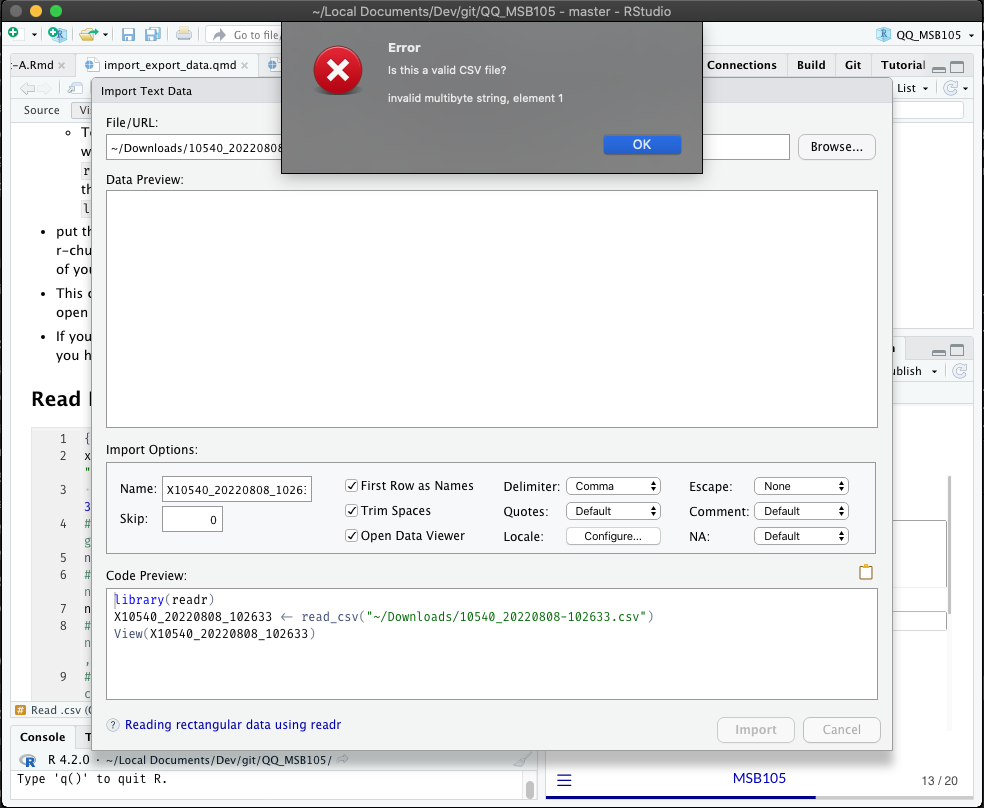 ~/Local Documents/Dev/git/QQ_MSB105 - master - RStudio
Go to file
QQ_MSB105
-A.Rmd
import_export_data.qmd
Connections
Build
Git
Tutorial
Error
Is this a valid CSV file?
invalid multibyte string, element 1
OK
List
Source
Import Text Data
File/URL:
~/Downloads/10540_2022080
Browse...
Data Preview:
put th
r-chu
of you
This
open
If you
you h
Read
1 {
2 x
"
3
3
4 #
g
5 n
6 #
n
7 n
8 #
n
,
9 #
c
Import Options:
Name: X10540_20220808_10263
First Row as Names
Delimiter: Comma
Escape: None
Skip: 0
Trim Spaces
Quotes: Default
Comment: Default
Open Data Viewer
Locale: Configure...
NA: Default
Code Preview:
library(readr)
X10540_20220808_102633 <- read_csv("~/Downloads/10540_20220808-102633.csv")
View(X10540_20220808_102633)
? Reading rectangular data using readr
Import
Cancel
# Read .csv (
Console
T
R 4.2.0 · ~/Local Documents/Dev/git/QQ_MSB105/
Type 'q()' to quit R.
ublish
MSB105
13 / 20